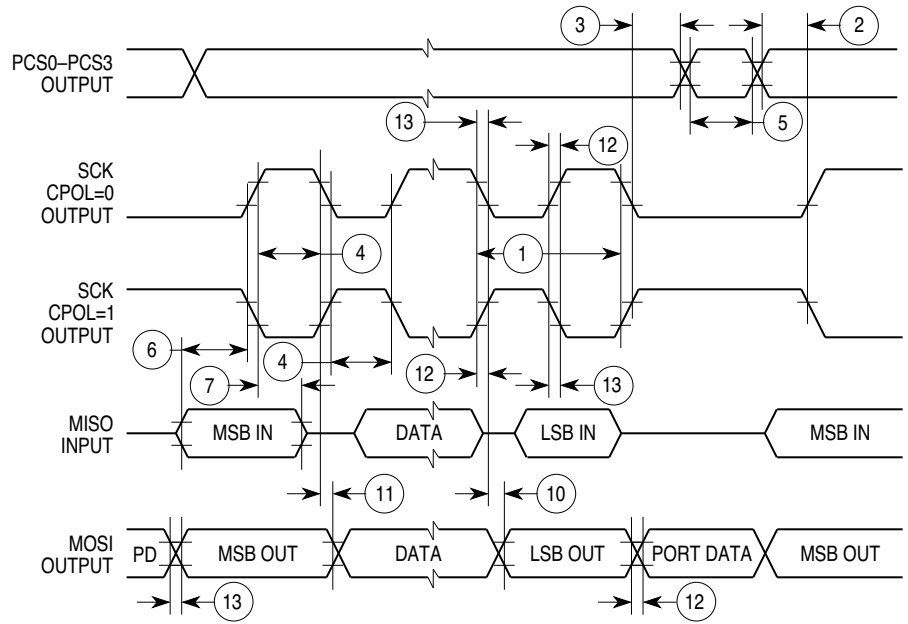 3
2
PCS0–PCS3
OUTPUT
5
13
12
SCK
CPOL=0
OUTPUT
4
1
SCK
CPOL=1
OUTPUT
6
4
7
12
13
MISO
INPUT
MSB IN
DATA
LSB IN
MSB IN
11
10
MOSI
OUTPUT
PD
MSB OUT
DATA
LSB OUT
PORT DATA
MSB OUT
13
12